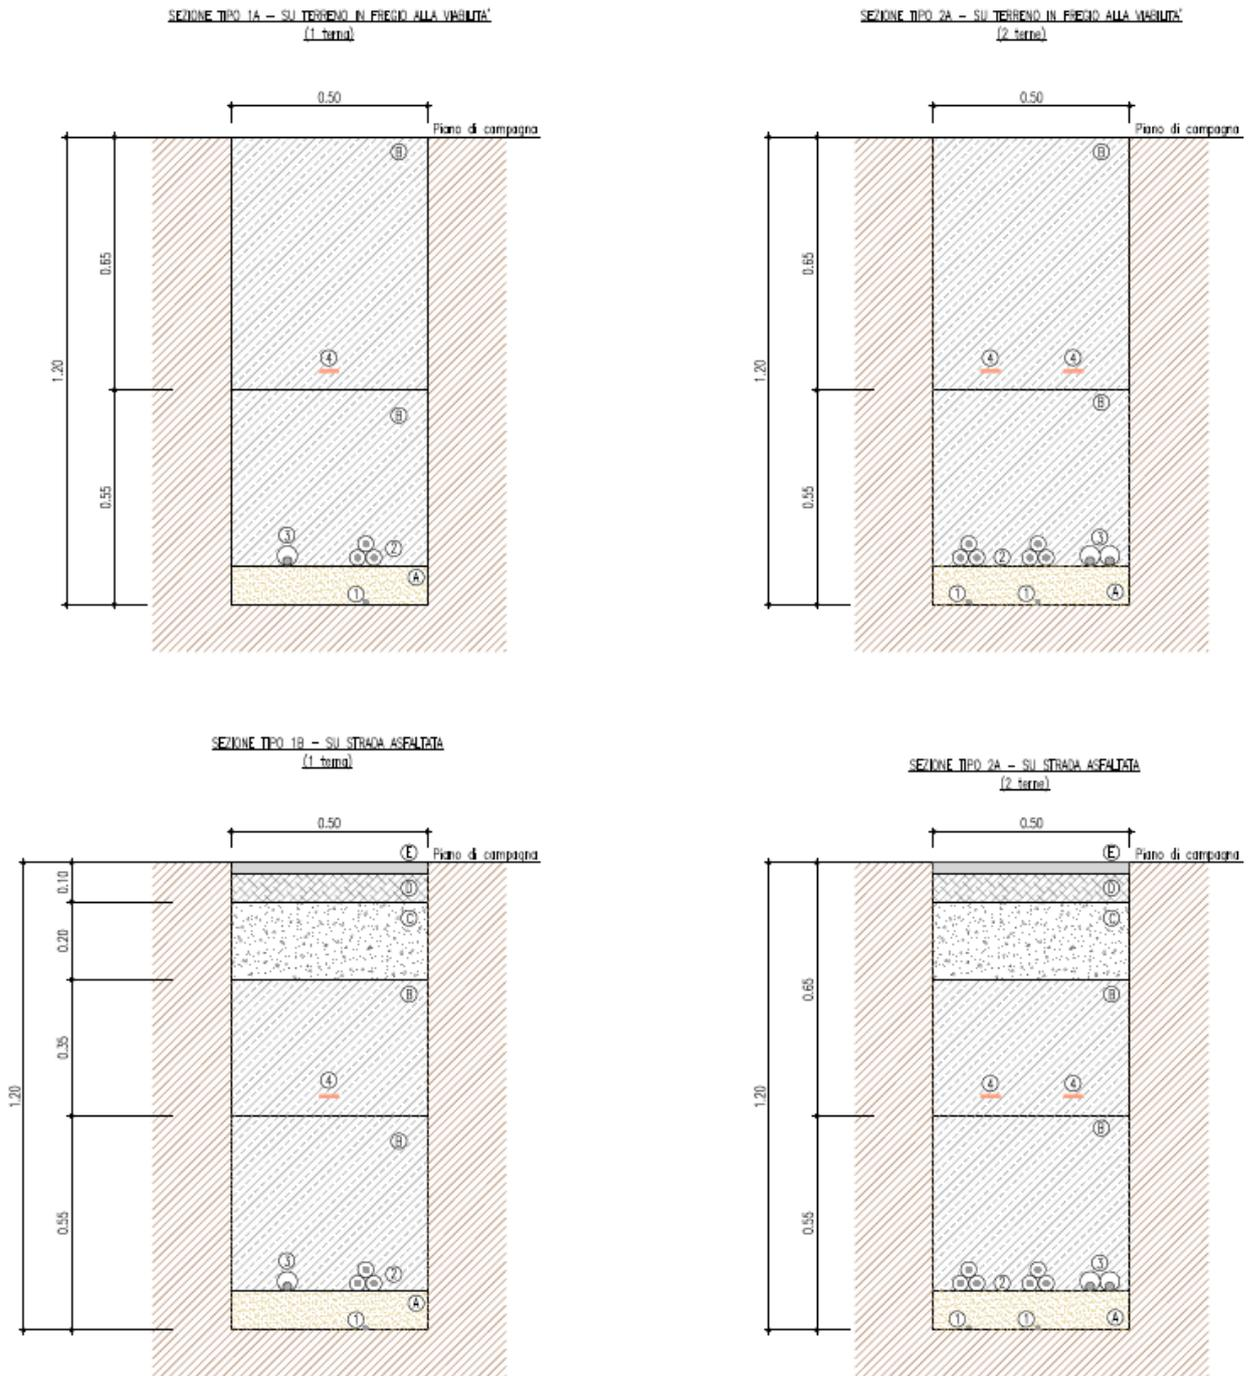 SEZIONE TIPO 1A – SU TERRENO IN FREGIO ALLA VIABILITA'
(1 terna)
0.50
Piano di campagna
B
0.65
1.20
4
B
0.55
3
2
A
1
SEZIONE TIPO 2A – SU TERRENO IN FREGIO ALLA VIABILITA'
(2 terne)
0.50
Piano di campagna
B
0.65
1.20
4
4
B
0.55
3
2
1
1
A
SEZIONE TIPO 1B – SU STRADA ASFALTATA
(1 terna)
0.50
E
Piano di campagna
0.10
D
C
0.20
B
0.35
4
1.20
B
0.55
3
2
A
1
SEZIONE TIPO 2A – SU STRADA ASFALTATA
(2 terne)
0.50
E
Piano di campagna
D
C
0.65
B
4
4
1.20
B
0.55
3
2
1
1
A